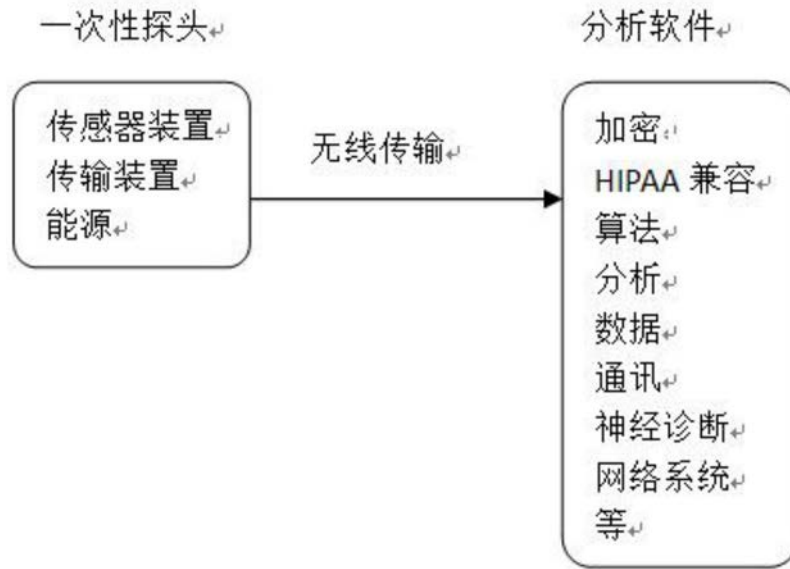 一次性探头
分析软件
传感器装置
传输装置
能源
无线传输
加密
HIPAA 兼容
算法
分析
数据
通讯
神经诊断
网络系统
等